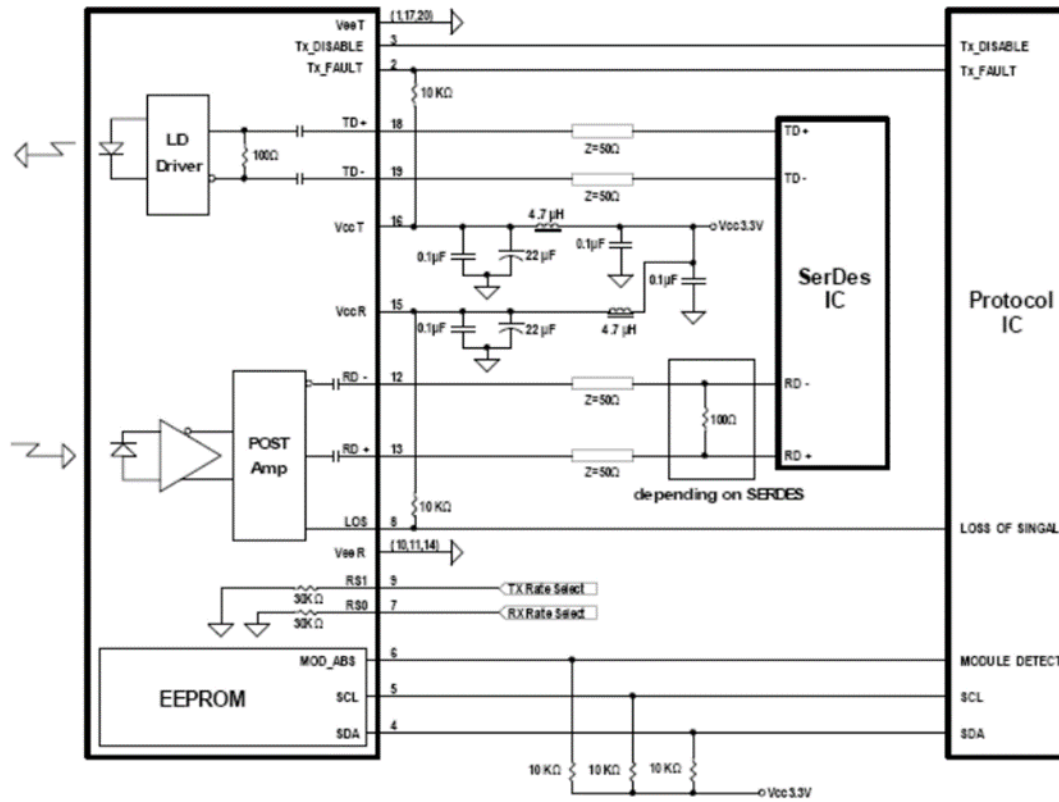 VeeT (1,17,20)
Tx_DISABLE 3 Tx_DISABLE
Tx_FAULT 2 Tx_FAULT
10 KΩ
LD
Driver
100Ω
TD+ 18 Z=50Ω TD+
TD- 19 Z=50Ω TD-
VccT 16 4.7 µH Vcc3.3V
0.1µF 22 µF 0.1µF 0.1µF
SerDes
IC
Protocol
IC
VccR 15
0.1µF 22 µF 4.7 µH
RD - 12 Z=50Ω RD -
100Ω
POST
Amp
RD + 13 Z=50Ω RD +
depending on SERDES
10 KΩ
LOS 8 LOSS OF SINGAL
VeeR (10,11,14)
RS1 9 TX Rate Select
30KΩ
RS0 7 RX Rate Select
30KΩ
EEPROM
MOD_ABS 6 MODULE DETECT
SCL 5 SCL
SDA 4 SDA
10 KΩ 10 KΩ 10 KΩ
Vcc3.3V